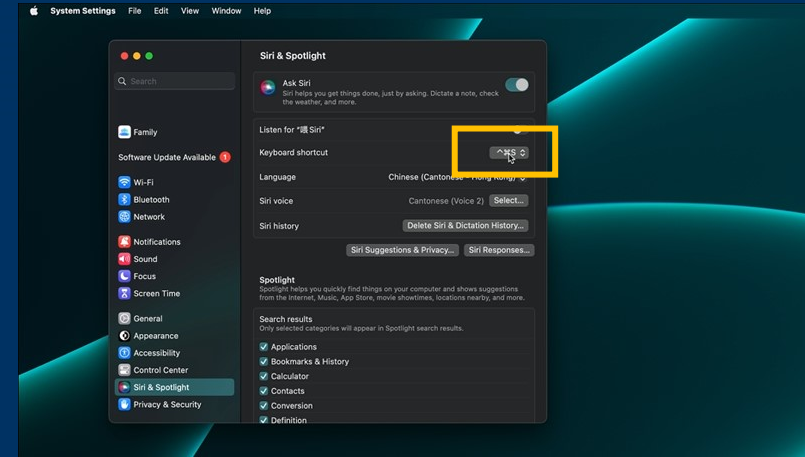 System Settings File Edit View Window Help
Siri & Spotlight
Search
Ask Siri
Siri helps you get things done, just by asking. Dictate a note, check
the weather, and more.
Family
Software Update Available 1
Wi-Fi
Bluetooth
Network
Notifications
Sound
Focus
Screen Time
General
Appearance
Accessibility
Control Center
Siri & Spotlight
Privacy & Security
Listen for "喂 Siri"
Keyboard shortcut ^⌘S
Language Chinese (Cantonese - Hong Kong)
Siri voice Cantonese (Voice 2) Select...
Siri history Delete Siri & Dictation History...
Siri Suggestions & Privacy... Siri Responses...
Spotlight
Spotlight helps you quickly find things on your computer and shows suggestions
from the Internet, Music, App Store, movie showtimes, locations nearby, and more.
Search results
Only selected categories will appear in Spotlight search results.
Applications
Bookmarks & History
Calculator
Contacts
Conversion
Definition